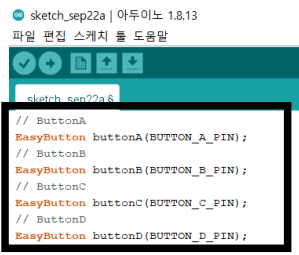 sketch_sep22a | 아두이노 1.8.13
파일 편집 스케치 툴 도움말
sketch_sep22a §
// ButtonA
EasyButton buttonA(BUTTON_A_PIN);
// ButtonB
EasyButton buttonB(BUTTON_B_PIN);
// ButtonC
EasyButton buttonC(BUTTON_C_PIN);
// ButtonD
EasyButton buttonD(BUTTON_D_PIN);